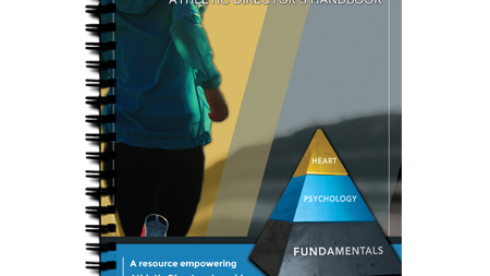 ATHLETIC DIRECTOR'S HANDBOOK
HEART
PSYCHOLOGY
FUNDAMENTALS
A resource empowering